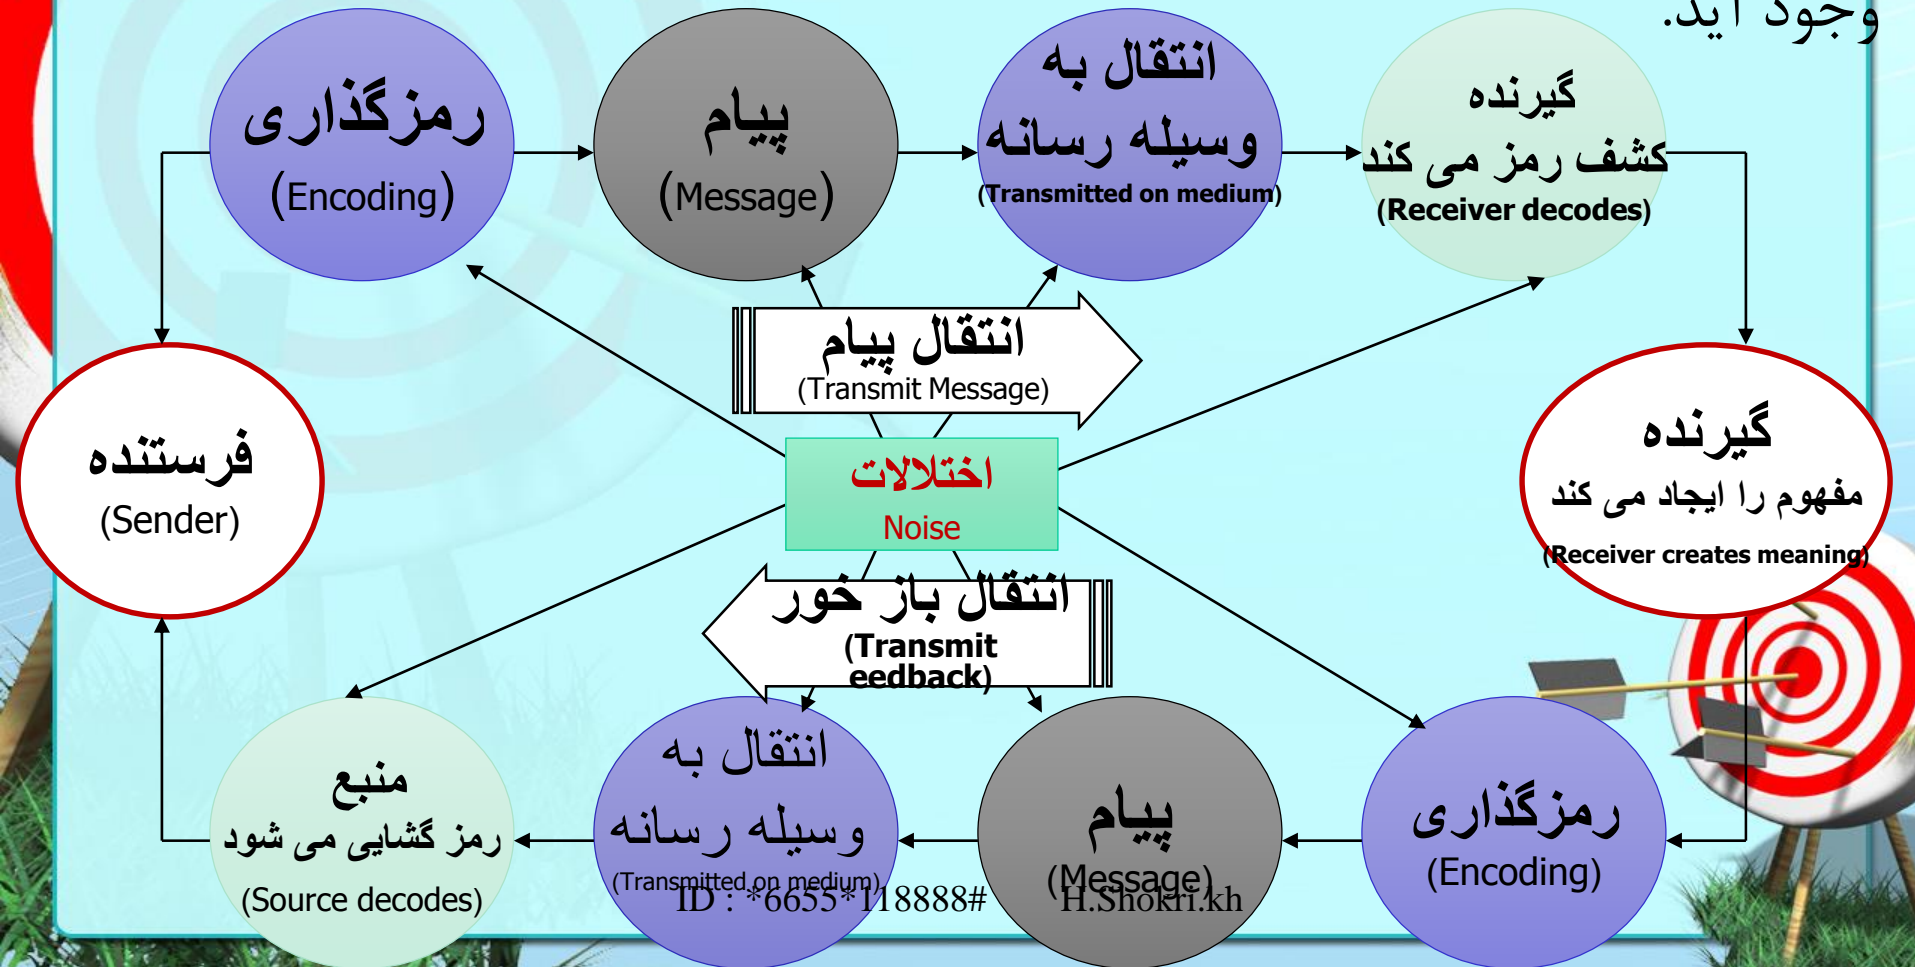 وجود آید.
رمزگذاری
(Encoding)
پیام
(Message)
انتقال به
وسیله رسانه
(Transmitted on medium)
گیرنده
کشف رمز می کند
(Receiver decodes)
انتقال پیام
(Transmit Message)
فرستنده
(Sender)
اختلالات
Noise
گیرنده
مفهوم را ایجاد می کند
(Receiver creates meaning)
انتقال باز خور
(Transmit
eedback)
منبع
رمز گشایی می شود
(Source decodes)
انتقال به
وسیله رسانه
(Transmitted on medium)
پیام
(Message)
رمزگذاری
(Encoding)
ID : *6655*118888# H.Shokri.kh